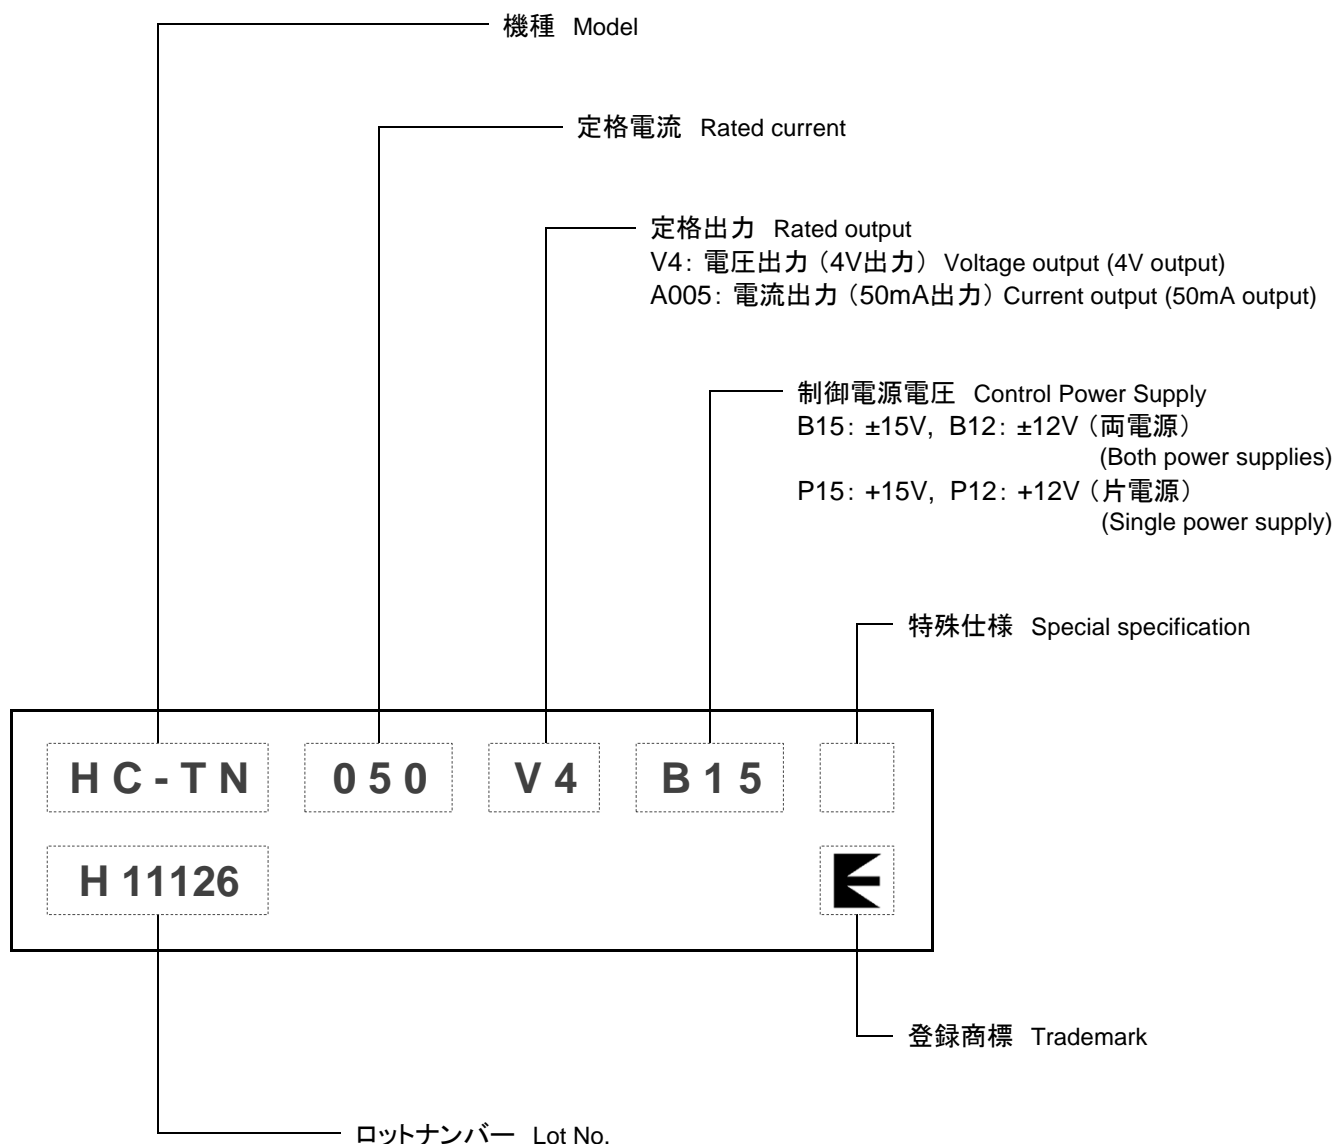 機種 Model
定格電流 Rated current
定格出力 Rated output
V4: 電圧出力（4V出力） Voltage output (4V output)
A005: 電流出力（50mA出力） Current output (50mA output)
制御電源電圧 Control Power Supply
B15: ±15V, B12: ±12V（両電源）
(Both power supplies)
P15: +15V, P12: +12V（片電源）
(Single power supply)
特殊仕様 Special specification
HC-TN 050 V4 B15
H 11126
登録商標 Trademark
ロットナンバー Lot No.